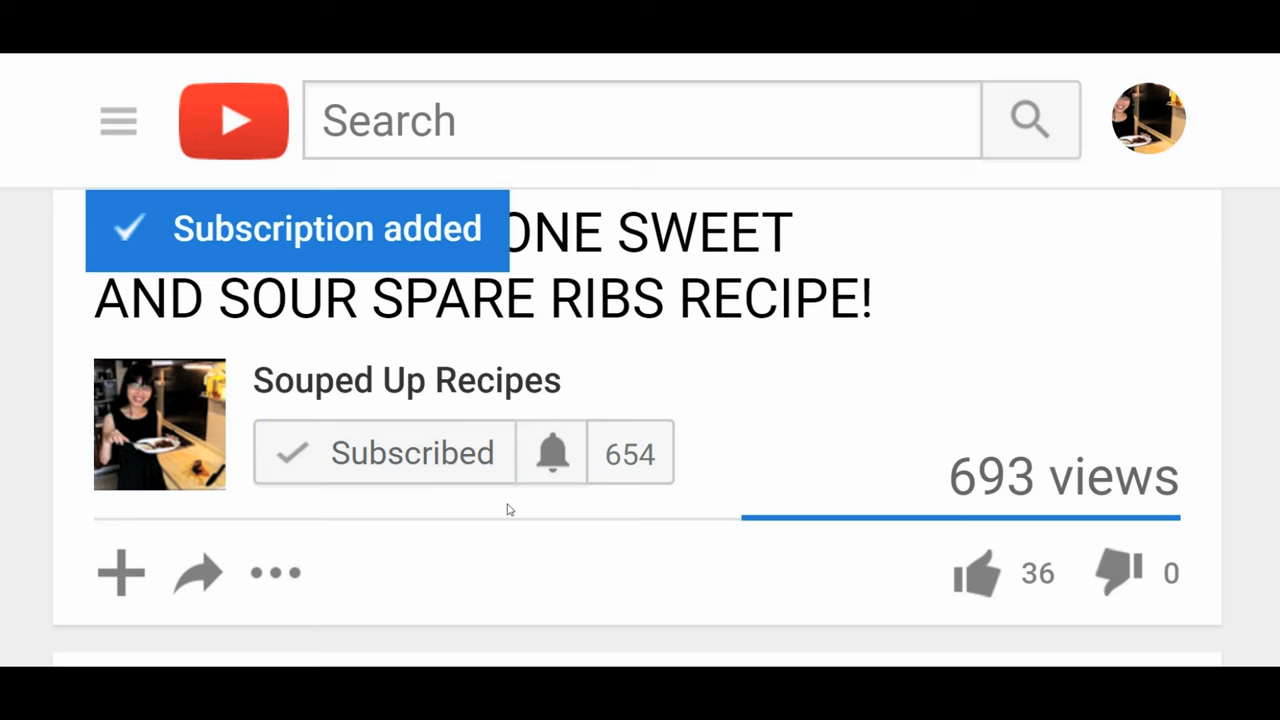 Search
Subscription added
ONE SWEET
AND SOUR SPARE RIBS RECIPE!
Souped Up Recipes
Subscribed 654
693 views
36 0